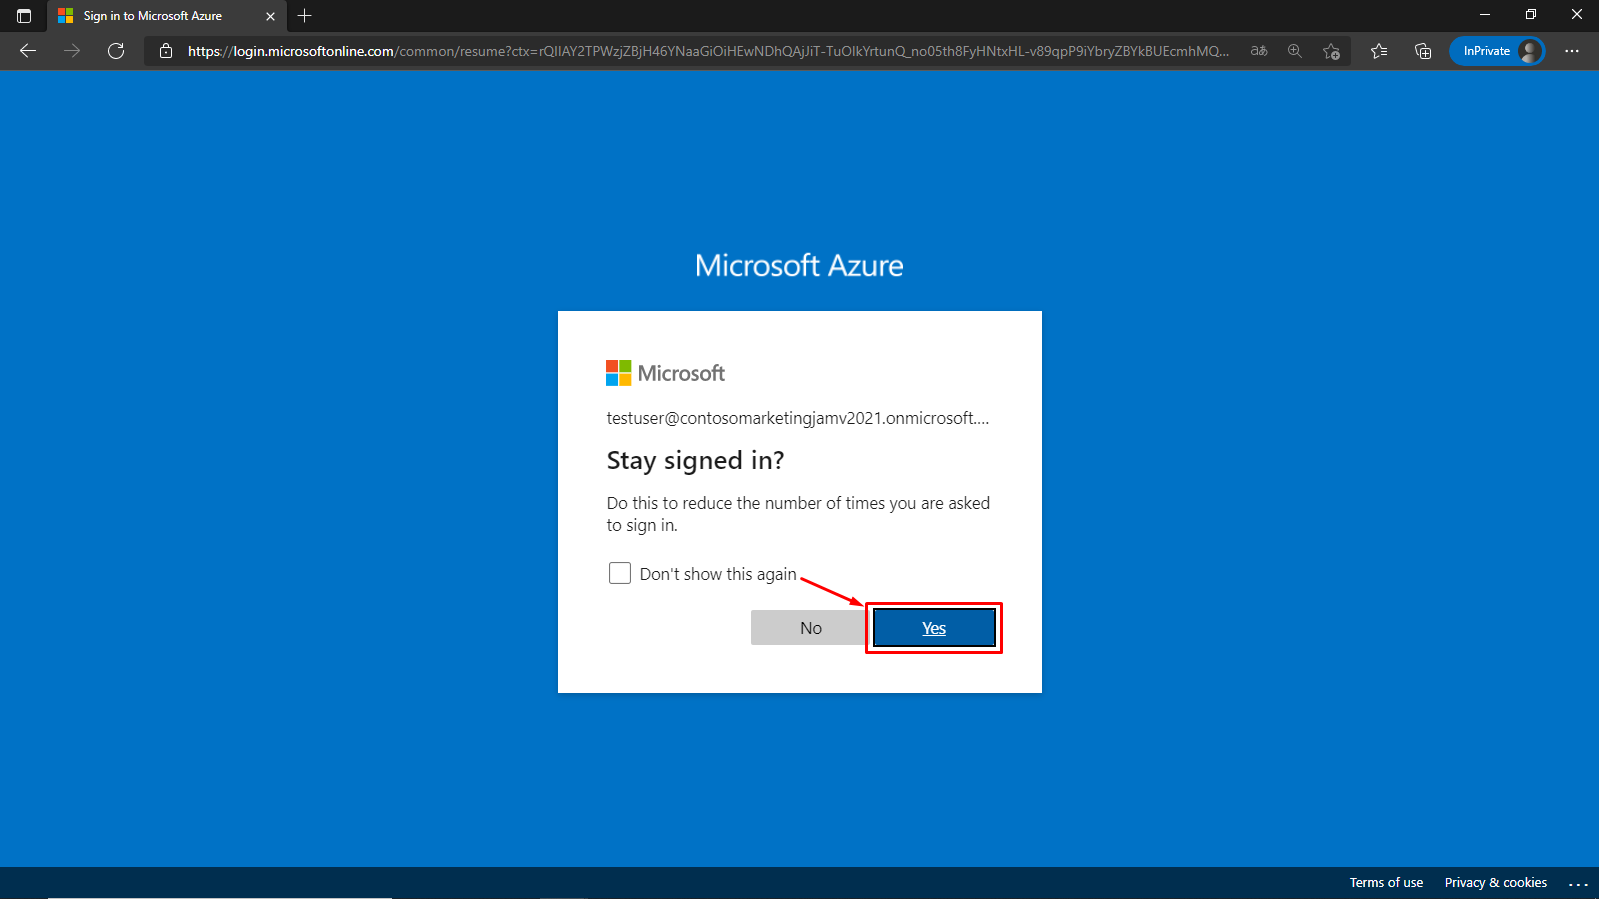 Sign in to Microsoft Azure
https://login.microsoftonline.com/common/resume?ctx=rQIIAY2TPWzjZBjH46YNaaGiOiHEwNDhQAjJiT-TuOIkYrtunQ_no05th8FyHNtxHL-v89qpP9iYbryZBYkBUEcmhMQ...
InPrivate
Microsoft Azure
Microsoft
testuser@contosomarketingjamv2021.onmicrosoft....
Stay signed in?
Do this to reduce the number of times you are asked
to sign in.
Don't show this again
No
Yes
Terms of use
Privacy & cookies